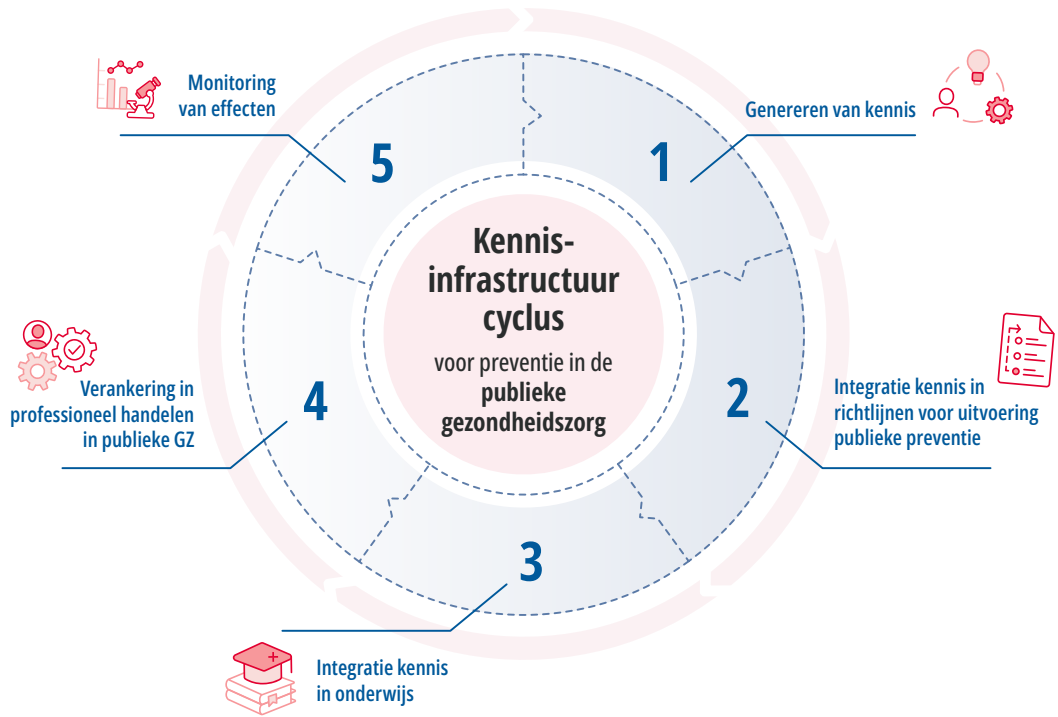 Kennis-
infrastructuur
cyclus
voor preventie in de
publieke
gezondheidszorg
1
Genereren van kennis
2
Integratie kennis in
richtlijnen voor uitvoering
publieke preventie
3
Integratie kennis
in onderwijs
4
Verankering in
professioneel handelen
in publieke GZ
5
Monitoring
van effecten